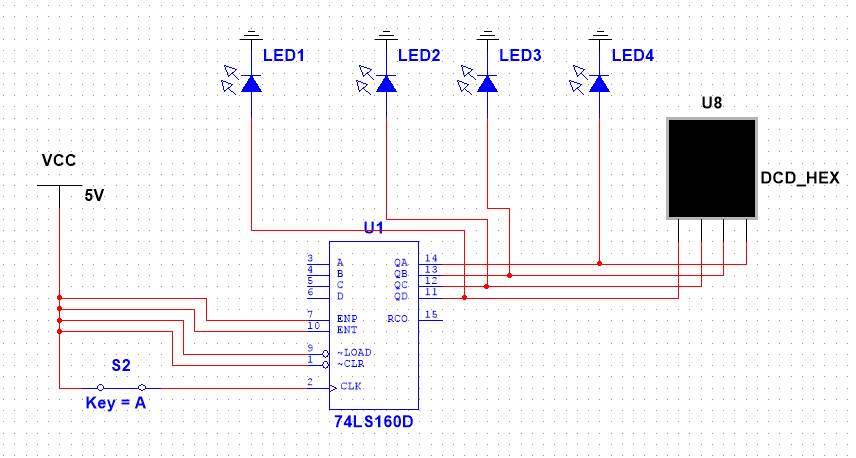 LED1 LED2 LED3 LED4
U8
DCD_HEX
VCC
5V
U1
3 A QA 14
4 B QB 13
5 C QC 12
6 D QD 11
7 ENP RCO 15
10 ENT
9 ~LOAD
1 ~CLR
2 CLK
74LS160D
S2
Key = A